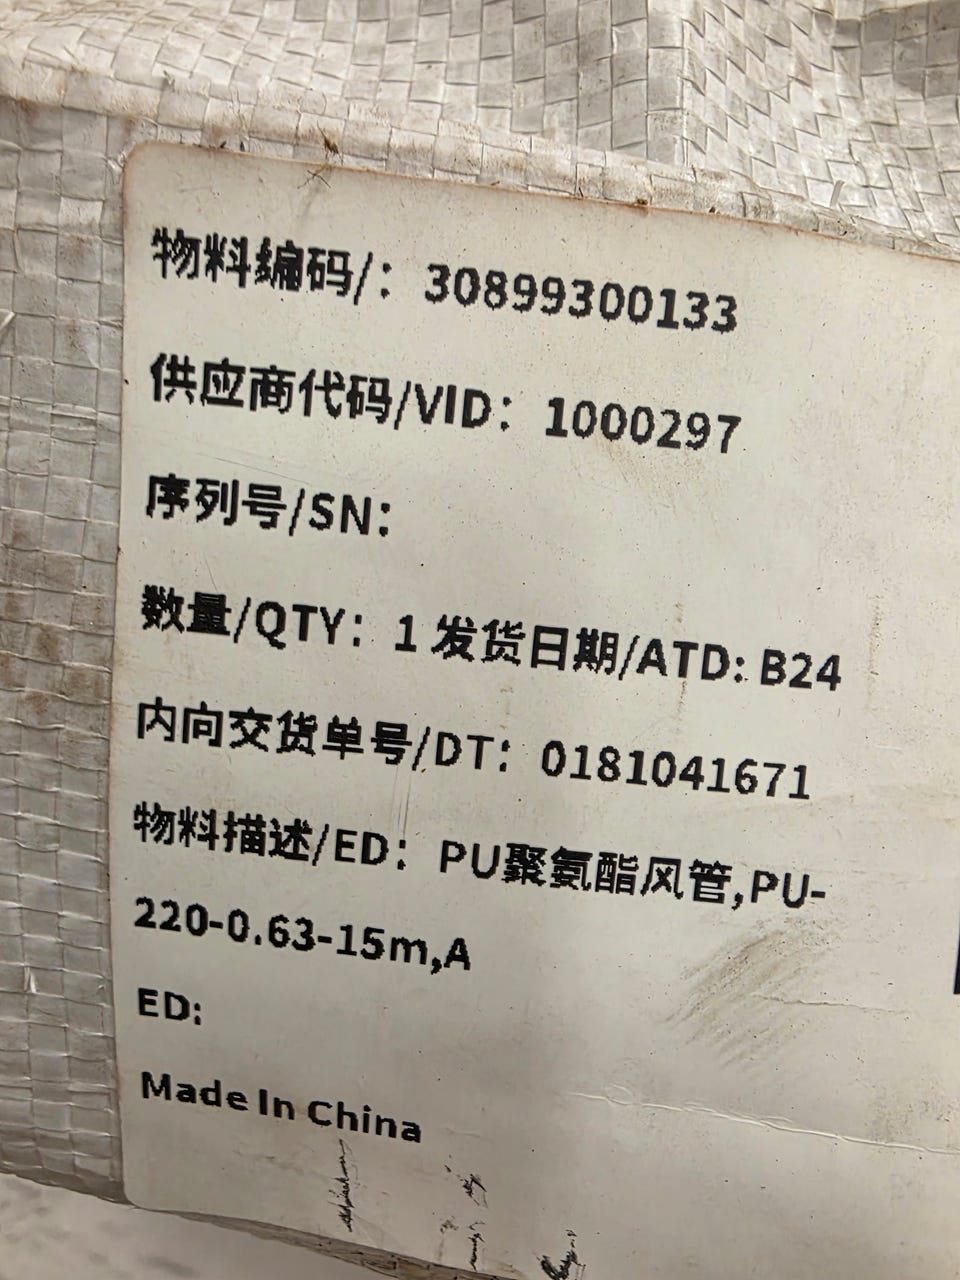 物料编码/：30899300133
供应商代码/VID：1000297
序列号/SN：
数量/QTY：1 发货日期/ATD: B24
内向交货单号/DT：0181041671
物料描述/ED：PU聚氨酯风管,PU-
220-0.63-15m,A
ED:
Made In China